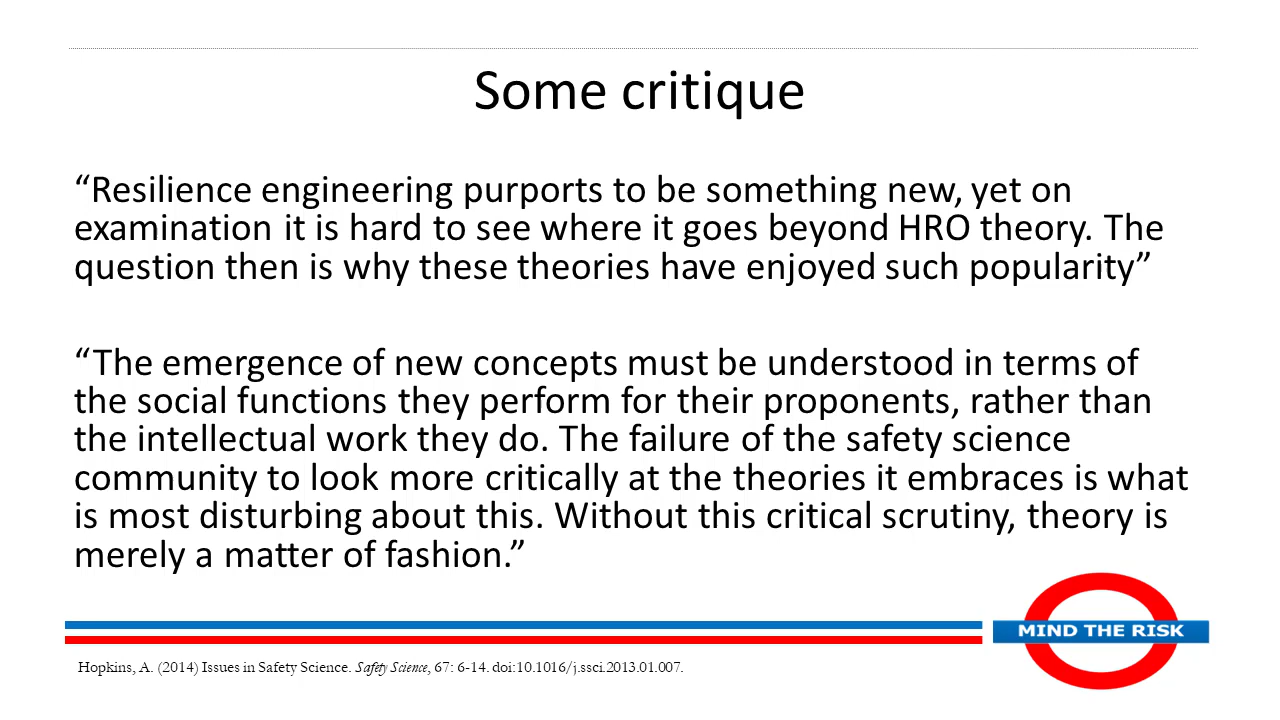 Some critique
“Resilience engineering purports to be something new, yet on
examination it is hard to see where it goes beyond HRO theory. The
question then is why these theories have enjoyed such popularity”
“The emergence of new concepts must be understood in terms of
the social functions they perform for their proponents, rather than
the intellectual work they do. The failure of the safety science
community to look more critically at the theories it embraces is what
is most disturbing about this. Without this critical scrutiny, theory is
merely a matter of fashion.”
MIND THE RISK
Hopkins, A. (2014) Issues in Safety Science. Safety Science, 67: 6-14. doi:10.1016/j.ssci.2013.01.007.